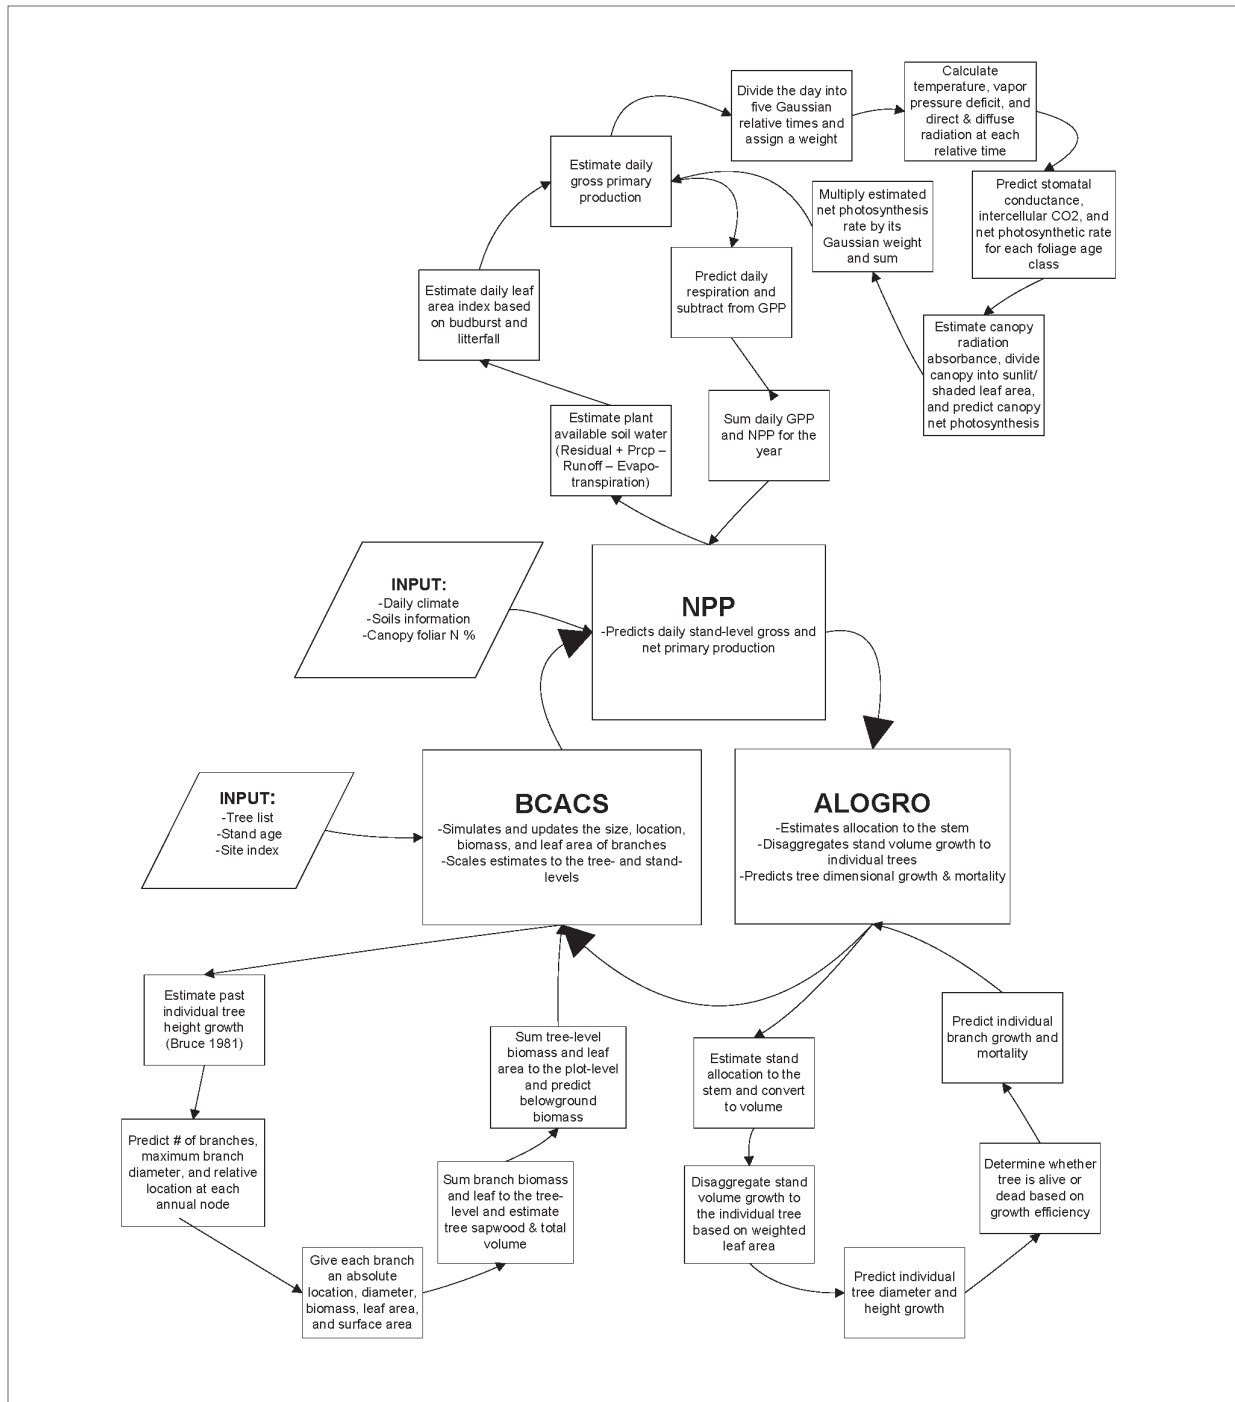 Divide the day into
five Gaussian
relative times and
assign a weight
Calculate
temperature, vapor
pressure deficit, and
direct & diffuse
radiation at each
relative time
Estimate daily
gross primary
production
Multiply estimated
net photosynthesis
rate by its
Gaussian weight
and sum
Predict stomatal
conductance,
intercellular CO2, and
net photosynthetic rate
for each foliage age
class
Estimate daily leaf
area index based
on budburst and
litterfall
Predict daily
respiration and
subtract from GPP
Estimate canopy
radiation
absorbance, divide
canopy into sunlit/
shaded leaf area,
and predict canopy
net photosynthesis
Estimate plant
available soil water
(Residual + Prcp –
Runoff – Evapo-
transpiration)
Sum daily GPP
and NPP for the
year
INPUT:
-Daily climate
-Soils information
-Canopy foliar N %
NPP
-Predicts daily stand-level gross and
net primary production
INPUT:
-Tree list
-Stand age
-Site index
BCACS
-Simulates and updates the size, location,
biomass, and leaf area of branches
-Scales estimates to the tree- and stand-
levels
ALOGRO
-Estimates allocation to the stem
-Disaggregates stand volume growth to
individual trees
-Predicts tree dimensional growth & mortality
Estimate past
individual tree
height growth
(Bruce 1981)
Sum tree-level
biomass and leaf
area to the plot-level
and predict
belowground
biomass
Estimate stand
allocation to the
stem and convert
to volume
Predict individual
branch growth and
mortality
Predict # of branches,
maximum branch
diameter, and relative
location at each
annual node
Sum branch biomass
and leaf to the tree-
level and estimate
tree sapwood & total
volume
Disaggregate stand
volume growth to
the individual tree
based on weighted
leaf area
Determine whether
tree is alive or
dead based on
growth efficiency
Give each branch
an absolute
location, diameter,
biomass, leaf area,
and surface area
Predict individual
tree diameter and
height growth